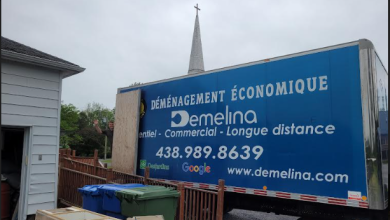 DÉMÉNAGEMENT ÉCONOMIQUE
Demelina
entiel - Commercial - Longue distance
438.989.8639
Google
www.demelina.com